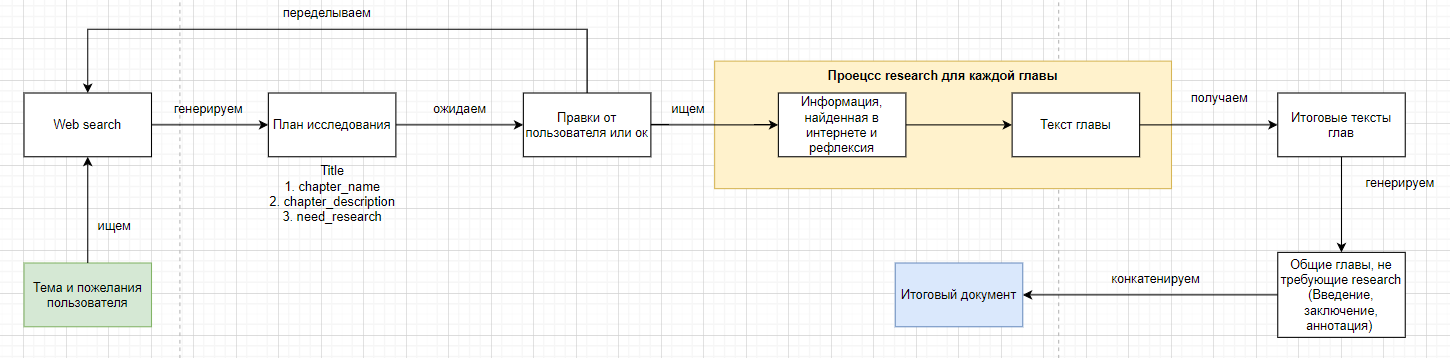 переделываем
Проецсс research для каждой главы
Web search
генерируем
План исследования
ожидаем
Правки от
пользователя или ок
ищем
Информация,
найденная в
интернете и
рефлексия
Текст главы
получаем
Итоговые тексты
глав
Title
1. chapter_name
2. chapter_description
3. need_research
генерируем
ищем
Тема и пожелания
пользователя
Итоговый документ
конкатенируем
Общие главы, не
требующие research
(Введение,
заключение,
аннотация)